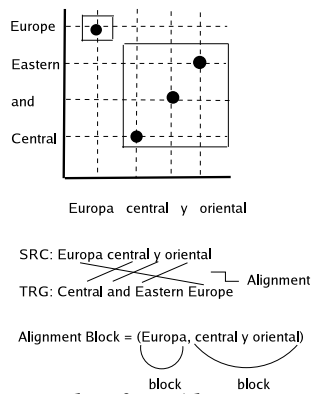 Europe
Eastern
and
Central
Europa central y oriental
SRC: Europa central y oriental
Alignment
TRG: Central and Eastern Europe
Alignment Block = (Europa, central y oriental)
block block